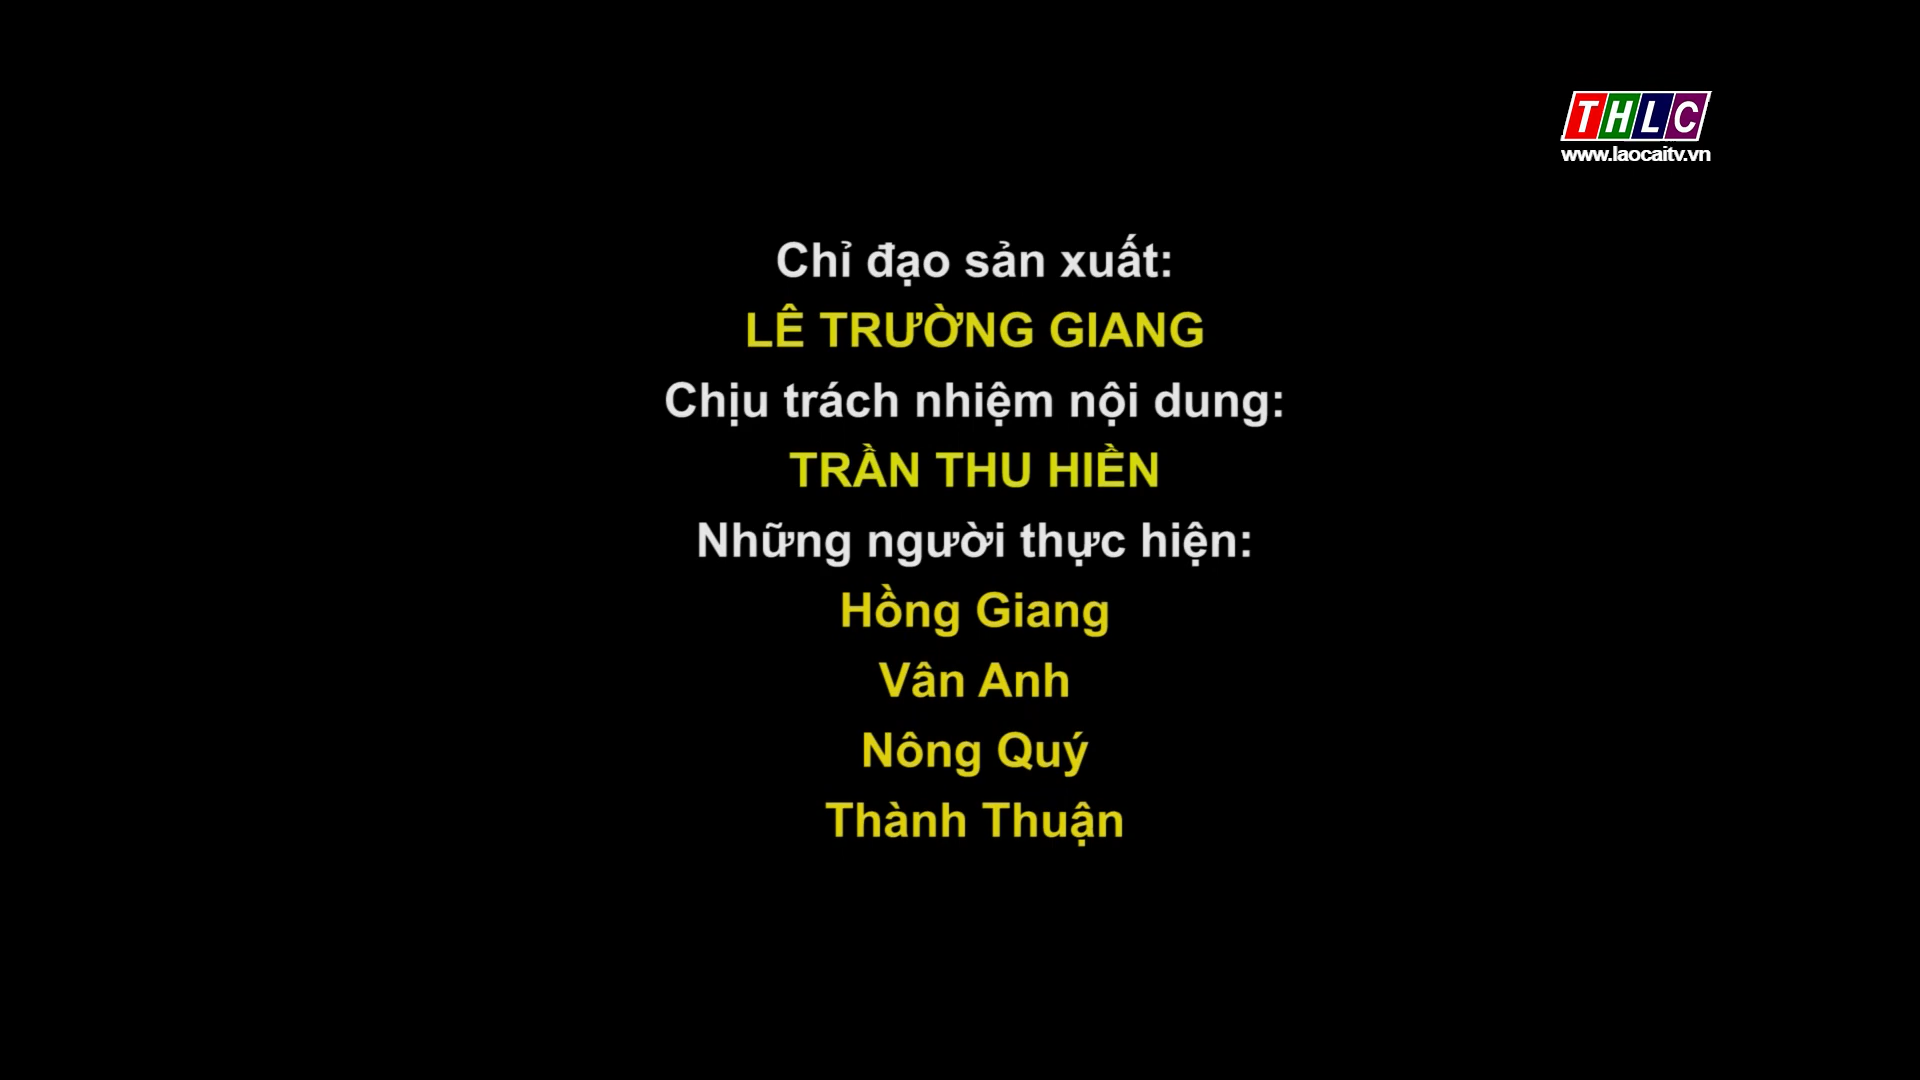 THLC
www.laocaitv.vn
Chỉ đạo sản xuất:
LÊ TRƯỜNG GIANG
Chịu trách nhiệm nội dung:
TRẦN THU HIỀN
Những người thực hiện:
Hồng Giang
Vân Anh
Nông Quý
Thành Thuận